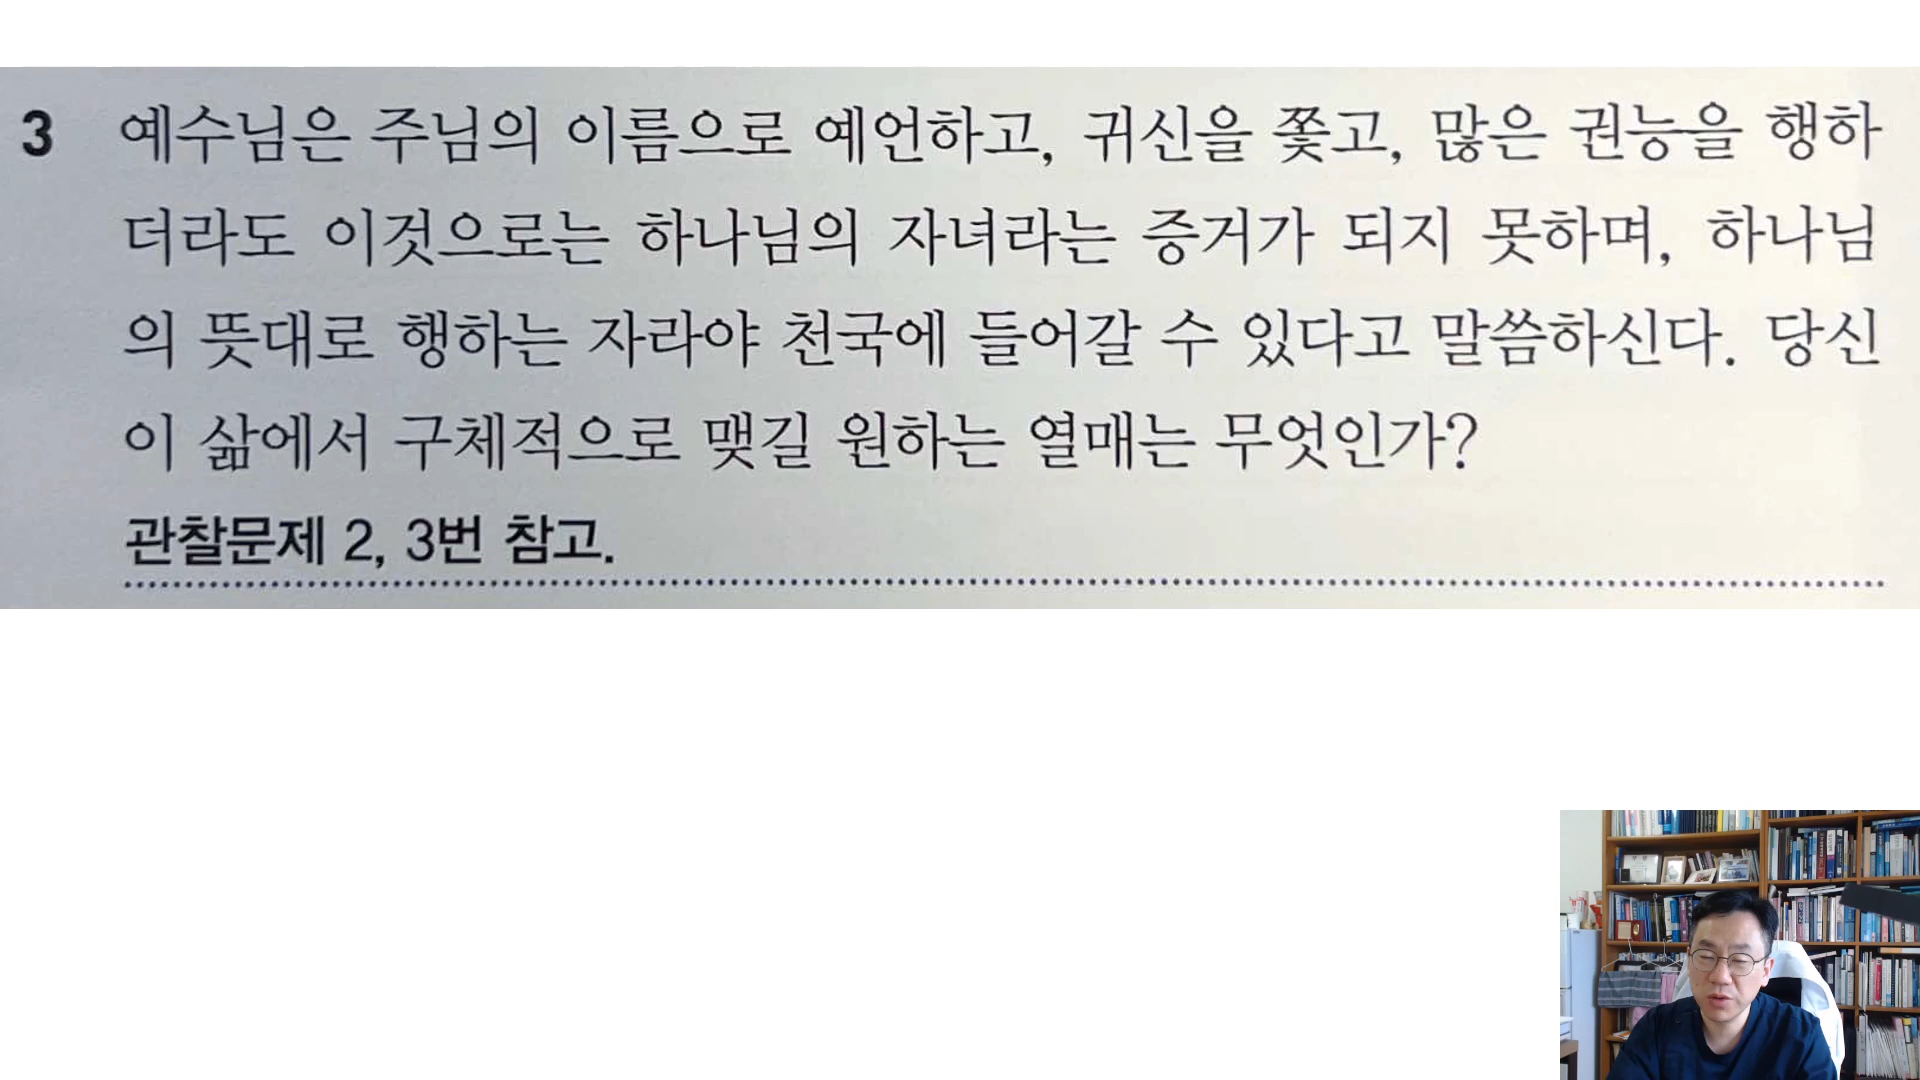 3 예수님은 주님의 이름으로 예언하고, 귀신을 쫓고, 많은 권능을 행하
더라도 이것으로는 하나님의 자녀라는 증거가 되지 못하며, 하나님
의 뜻대로 행하는 자라야 천국에 들어갈 수 있다고 말씀하신다. 당신
이 삶에서 구체적으로 맺길 원하는 열매는 무엇인가?
관찰문제 2, 3번 참고.